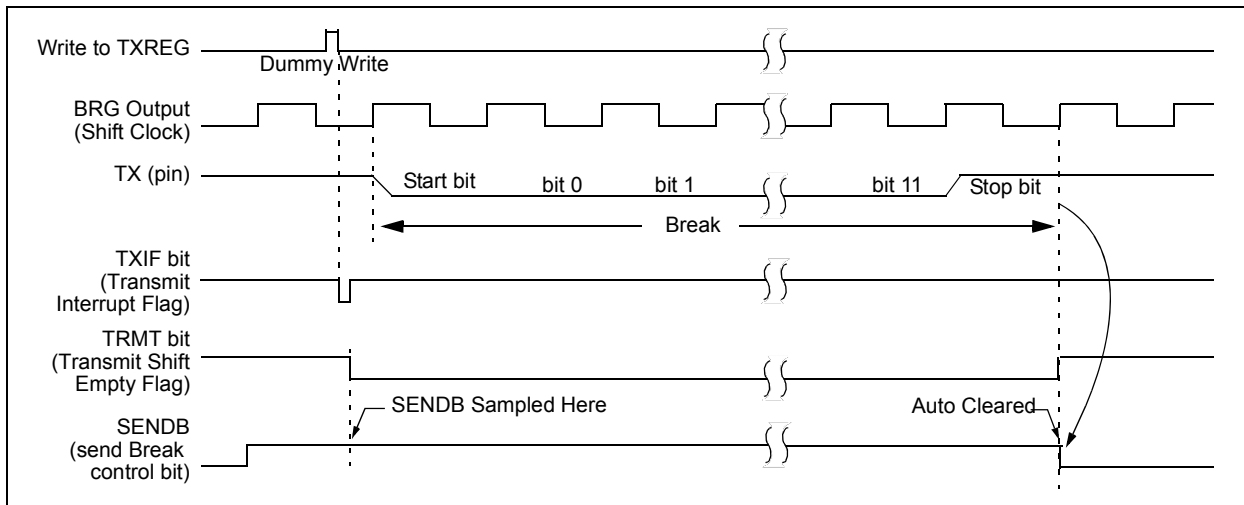 Write to TXREG
Dummy Write
BRG Output
(Shift Clock)
TX (pin)
Start bit
bit 0
bit 1
bit 11
Stop bit
Break
TXIF bit
(Transmit
Interrupt Flag)
TRMT bit
(Transmit Shift
Empty Flag)
SENDB Sampled Here
Auto Cleared
SENDB
(send Break
control bit)